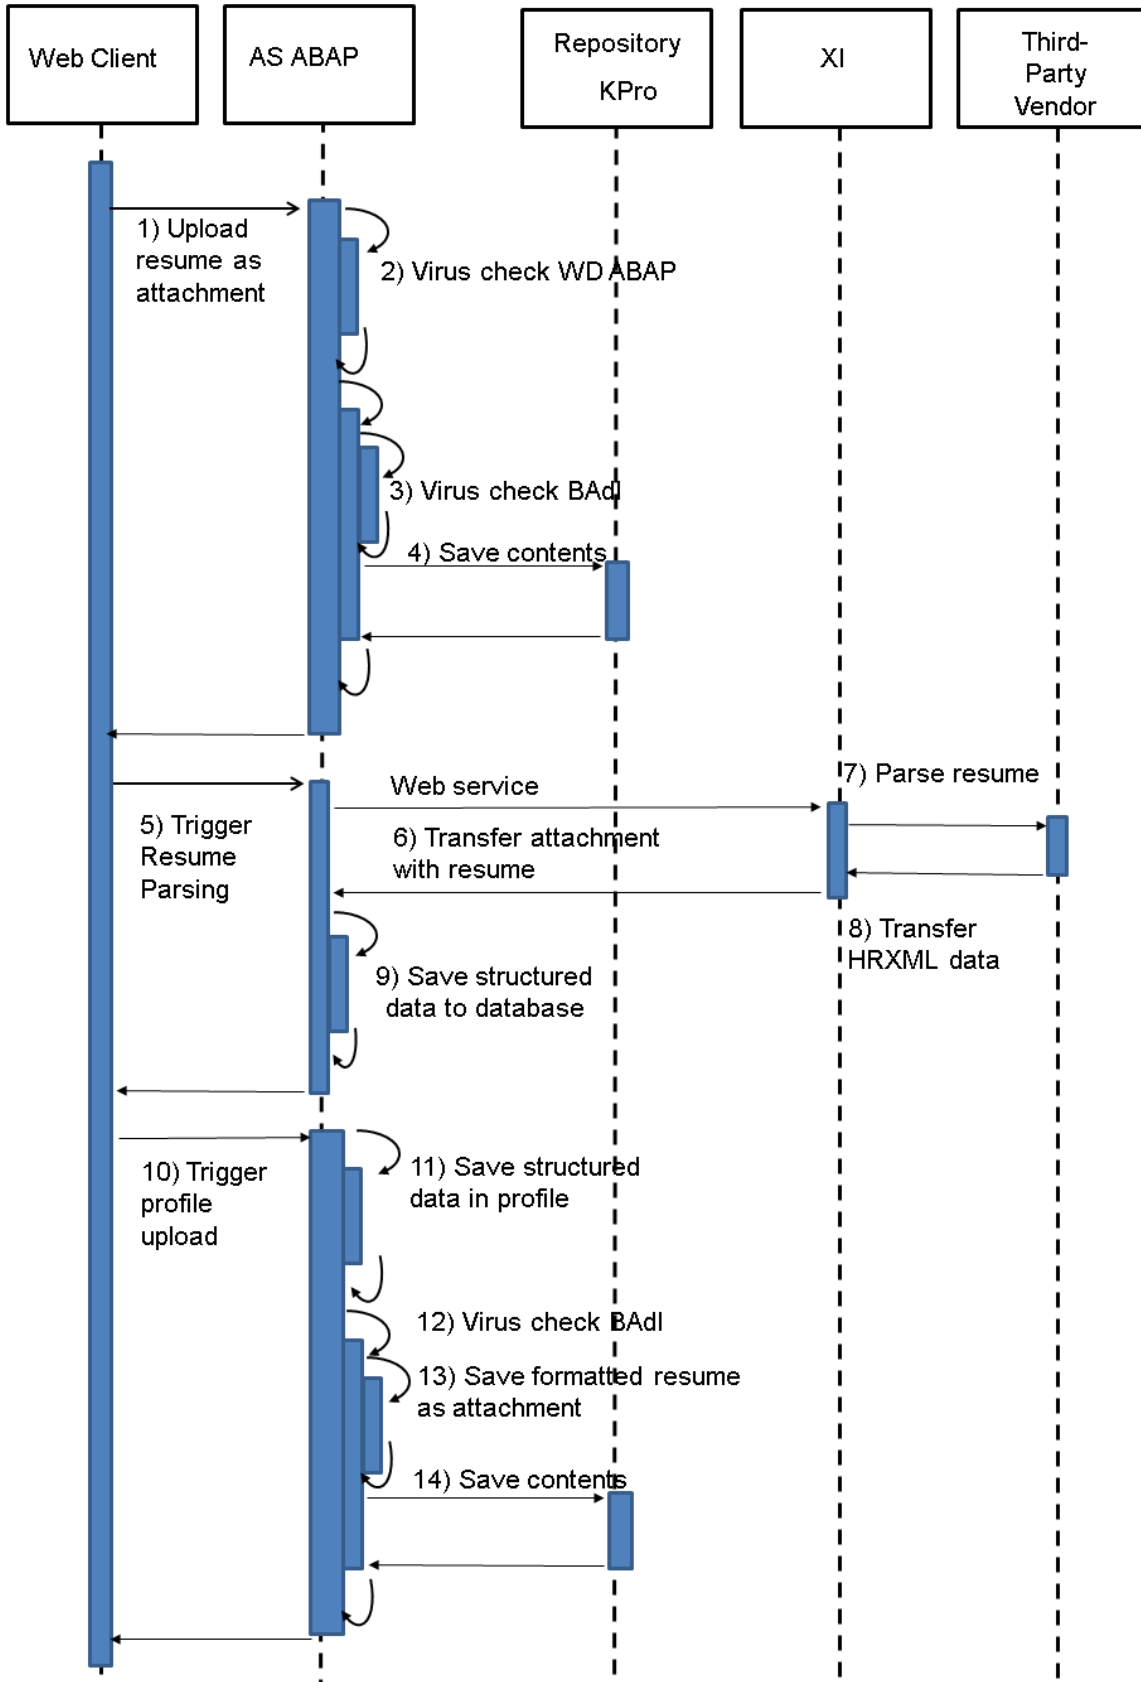 Web Client
AS ABAP
Repository
KPro
XI
Third-
Party
Vendor
1) Upload
resume as
attachment
2) Virus check WD ABAP
3) Virus check BAdI
4) Save contents
5) Trigger
Resume
Parsing
Web service
6) Transfer attachment
with resume
7) Parse resume
8) Transfer
HRXML data
9) Save structured
data to database
10) Trigger
profile
upload
11) Save structured
data in profile
12) Virus check BAdI
13) Save formatted resume
as attachment
14) Save contents